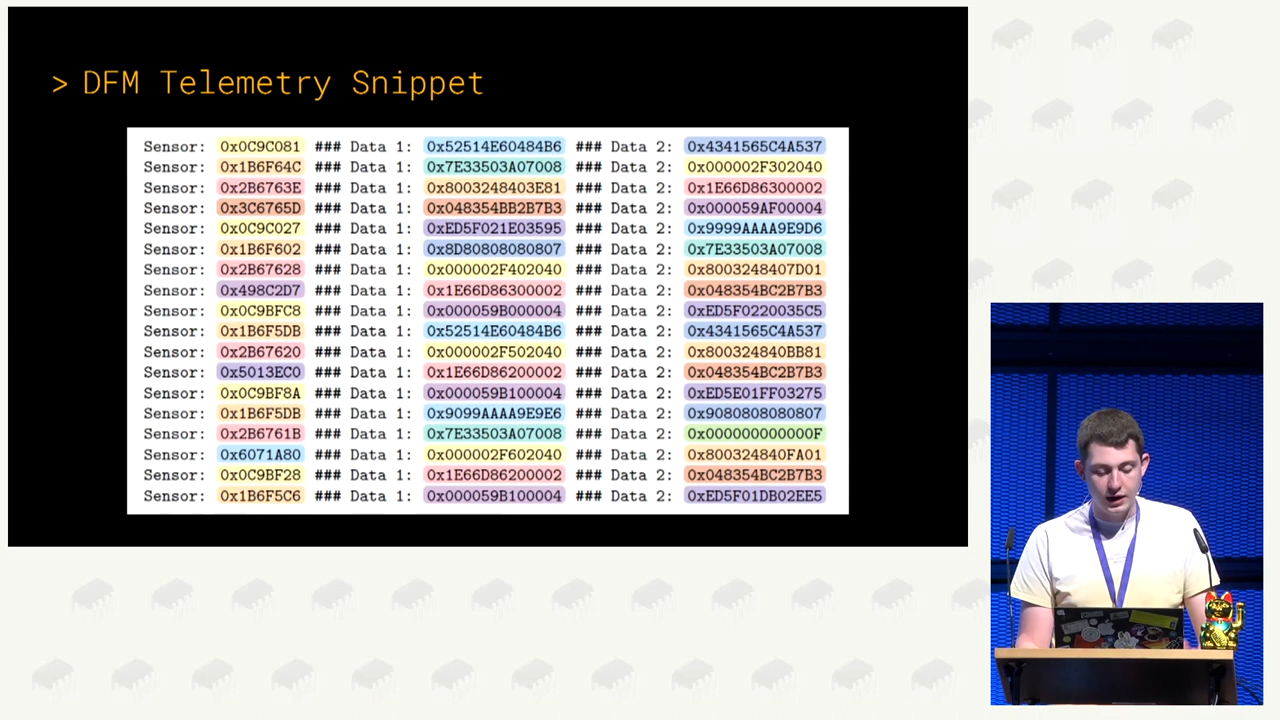 > DFM Telemetry Snippet
Sensor: 0x0C9C081 ### Data 1: 0x52514E60484B6 ### Data 2: 0x4341565C4A537
Sensor: 0x1B6F64C ### Data 1: 0x7E33503A07008 ### Data 2: 0x000002F302040
Sensor: 0x2B6763E ### Data 1: 0x8003248403E81 ### Data 2: 0x1E66D86300002
Sensor: 0x3C6765D ### Data 1: 0x048354BB2B7B3 ### Data 2: 0x000059AF00004
Sensor: 0x0C9C027 ### Data 1: 0xED5F021E03595 ### Data 2: 0x9999AAAA9E9D6
Sensor: 0x1B6F602 ### Data 1: 0x8D80808080807 ### Data 2: 0x7E33503A07008
Sensor: 0x2B67628 ### Data 1: 0x000002F402040 ### Data 2: 0x8003248407D01
Sensor: 0x498C2D7 ### Data 1: 0x1E66D86300002 ### Data 2: 0x048354BC2B7B3
Sensor: 0x0C9BFC8 ### Data 1: 0x000059B000004 ### Data 2: 0xED5F0220035C5
Sensor: 0x1B6F5DB ### Data 1: 0x52514E60484B6 ### Data 2: 0x4341565C4A537
Sensor: 0x2B67620 ### Data 1: 0x000002F502040 ### Data 2: 0x800324840BB81
Sensor: 0x5013EC0 ### Data 1: 0x1E66D86200002 ### Data 2: 0x048354BC2B7B3
Sensor: 0x0C9BF8A ### Data 1: 0x000059B100004 ### Data 2: 0xED5E01FF03275
Sensor: 0x1B6F5DB ### Data 1: 0x9099AAAA9E9E6 ### Data 2: 0x9080808080807
Sensor: 0x2B6761B ### Data 1: 0x7E33503A07008 ### Data 2: 0x000000000000F
Sensor: 0x6071A80 ### Data 1: 0x000002F602040 ### Data 2: 0x800324840FA01
Sensor: 0x0C9BF28 ### Data 1: 0x1E66D86200002 ### Data 2: 0x048354BC2B7B3
Sensor: 0x1B6F5C6 ### Data 1: 0x000059B100004 ### Data 2: 0xED5F01DB02EE5